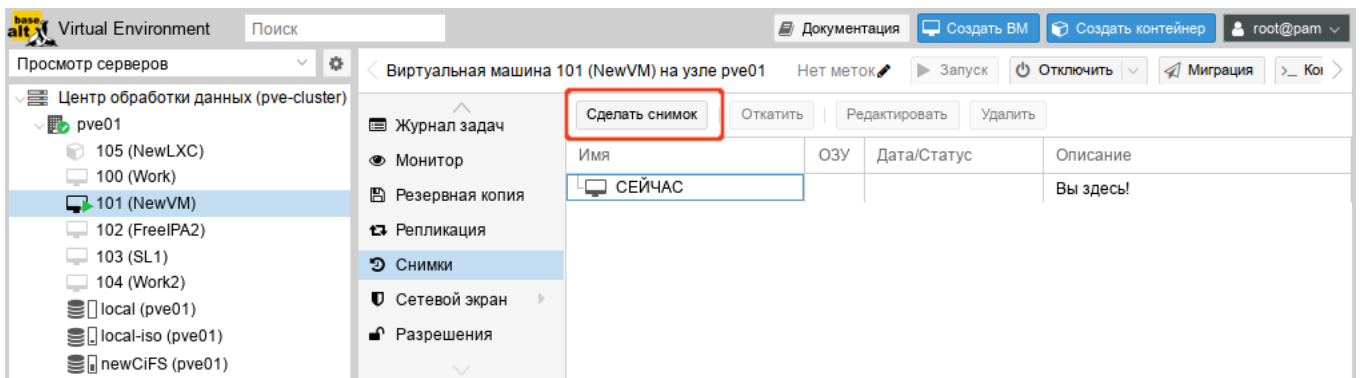 base alt Virtual Environment Поиск Документация Создать ВМ Создать контейнер root@pam
Просмотр серверов
Виртуальная машина 101 (NewVM) на узле pve01 Нет меток Запуск Отключить Миграция >_
Центр обработки данных (pve-cluster)
pve01
105 (NewLXC)
100 (Work)
101 (NewVM)
102 (FreeIPA2)
103 (SL1)
104 (Work2)
local (pve01)
local-iso (pve01)
newCiFS (pve01)
Журнал задач
Монитор
Резервная копия
Репликация
Снимки
Сетевой экран
Разрешения
Сделать снимок Откатить Редактировать Удалить
Имя ОЗУ Дата/Статус Описание
СЕЙЧАС Вы здесь!